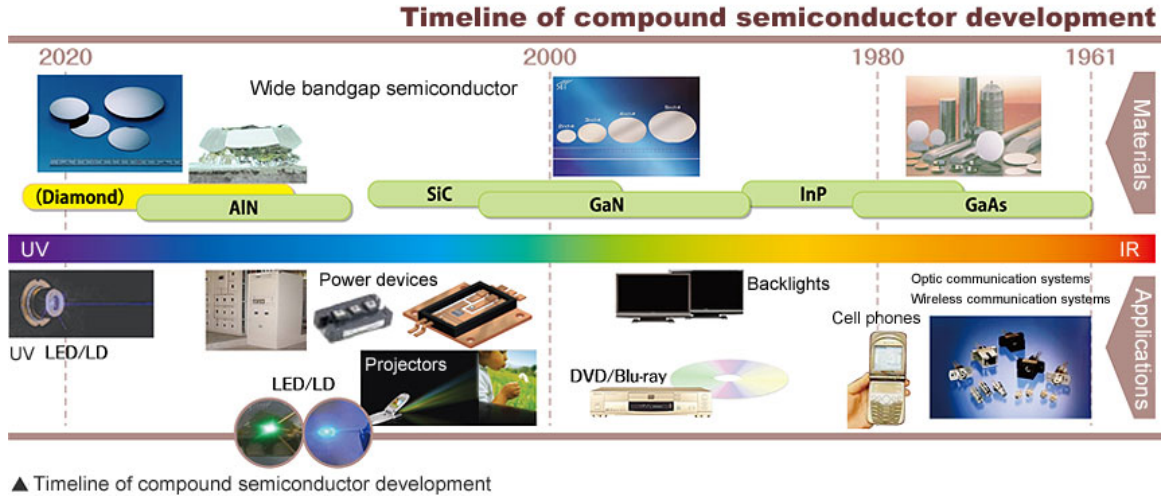 Timeline of compound semiconductor development
2020 2000 1980 1961
Wide bandgap semiconductor
SEI
Materials
(Diamond) AlN SiC GaN InP GaAs
UV IR
Power devices
Backlights
Optic communication systems
Wireless communication systems
Cell phones
Applications
UV LED/LD
Projectors
LED/LD
DVD/Blu-ray
▲ Timeline of compound semiconductor development